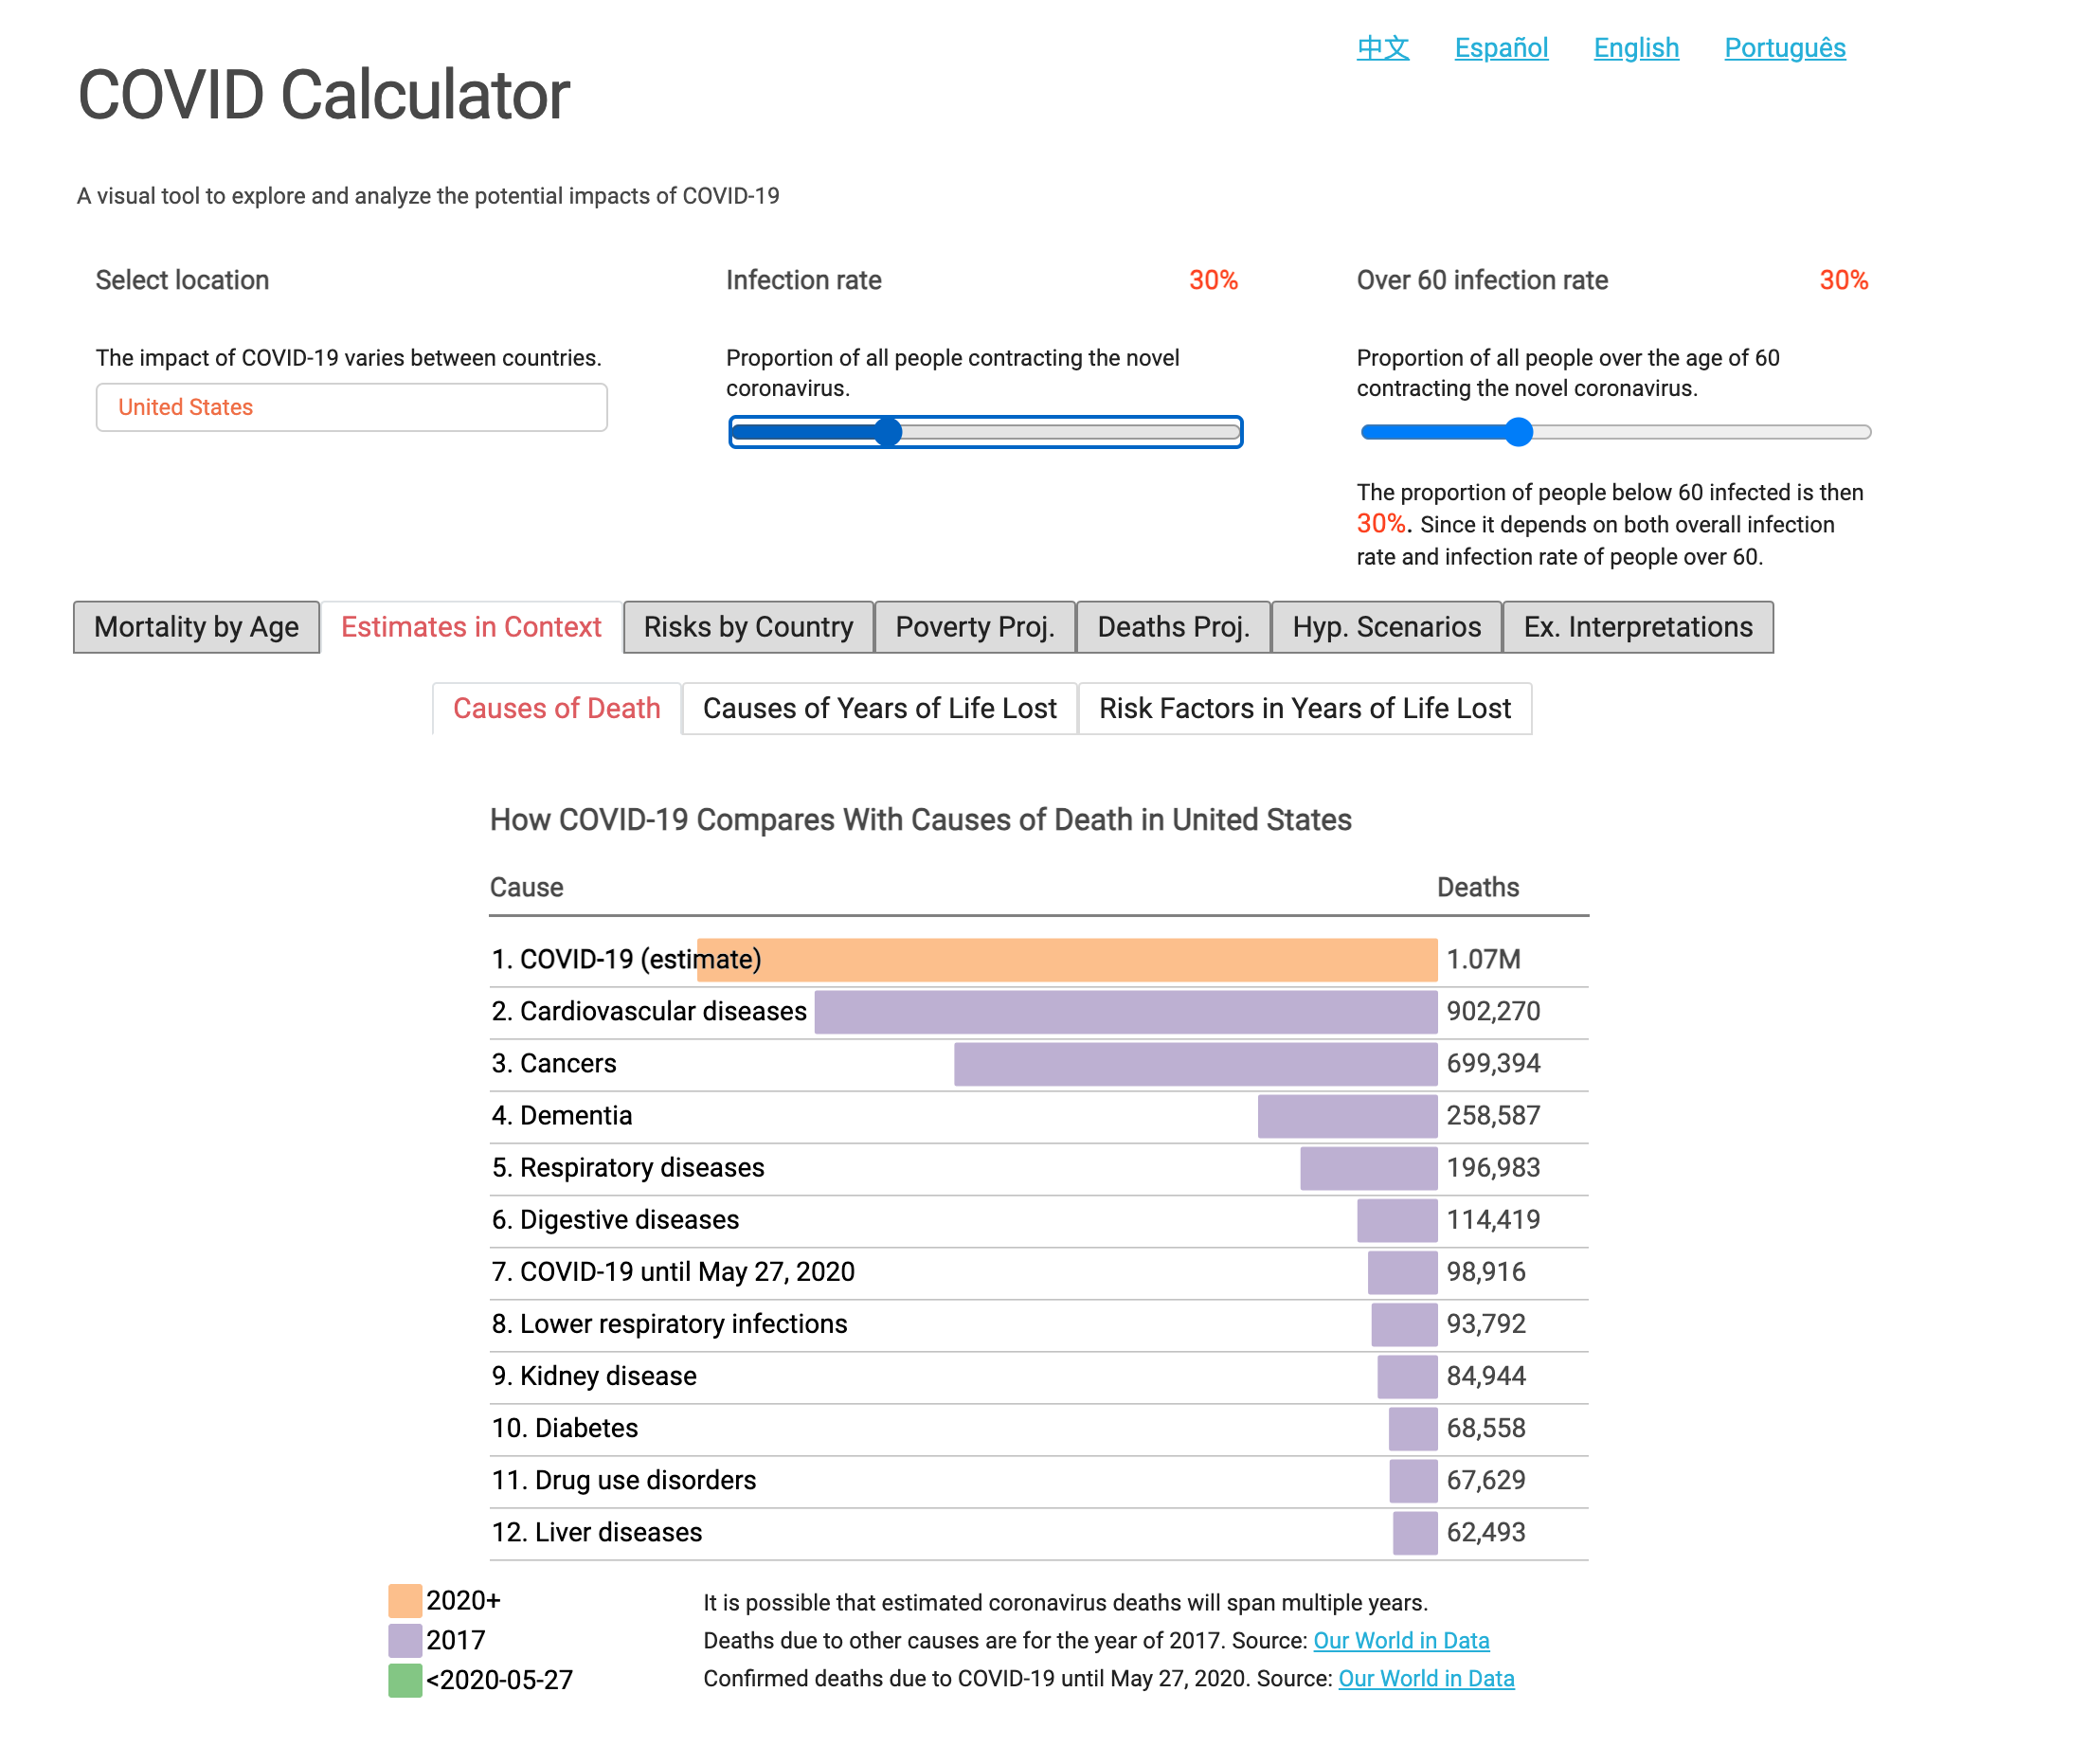 中文 Español English Português
COVID Calculator
A visual tool to explore and analyze the potential impacts of COVID-19
Select location
The impact of COVID-19 varies between countries.
United States
Infection rate 30%
Proportion of all people contracting the novel
coronavirus.
Over 60 infection rate 30%
Proportion of all people over the age of 60
contracting the novel coronavirus.
The proportion of people below 60 infected is then
30%. Since it depends on both overall infection
rate and infection rate of people over 60.
Mortality by Age Estimates in Context Risks by Country Poverty Proj. Deaths Proj. Hyp. Scenarios Ex. Interpretations
Causes of Death Causes of Years of Life Lost Risk Factors in Years of Life Lost
How COVID-19 Compares With Causes of Death in United States
Cause Deaths
1. COVID-19 (estimate) 1.07M
2. Cardiovascular diseases 902,270
3. Cancers 699,394
4. Dementia 258,587
5. Respiratory diseases 196,983
6. Digestive diseases 114,419
7. COVID-19 until May 27, 2020 98,916
8. Lower respiratory infections 93,792
9. Kidney disease 84,944
10. Diabetes 68,558
11. Drug use disorders 67,629
12. Liver diseases 62,493
2020+ It is possible that estimated coronavirus deaths will span multiple years.
2017 Deaths due to other causes are for the year of 2017. Source: Our World in Data
<2020-05-27 Confirmed deaths due to COVID-19 until May 27, 2020. Source: Our World in Data